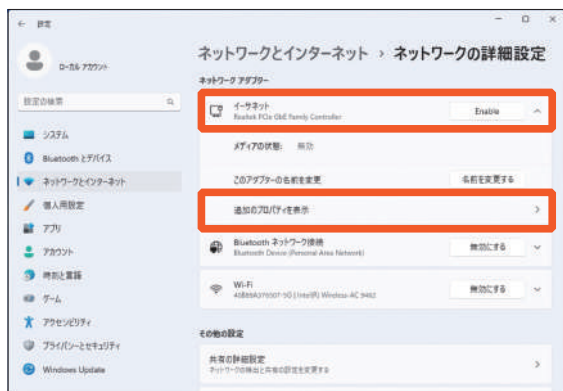 ← 設定
ローカル アカウント
設定の検索
システム
Bluetooth とデバイス
ネットワークとインターネット
個人用設定
アプリ
アカウント
時刻と言語
ゲーム
アクセシビリティ
プライバシーとセキュリティ
Windows Update
ネットワークとインターネット › ネットワークの詳細設定
ネットワーク アダプター
イーサネット
Realtek PCIe GbE Family Controller
Enable
メディアの状態: 無効
このアダプターの名前を変更
名前を変更する
追加のプロパティを表示
Bluetooth ネットワーク接続
Bluetooth Device (Personal Area Network)
無効にする
Wi-Fi
(Intel(R) Wireless-AC 9462
無効にする
その他の設定
共有の詳細設定
ネットワークの検出と共有の設定を変更する